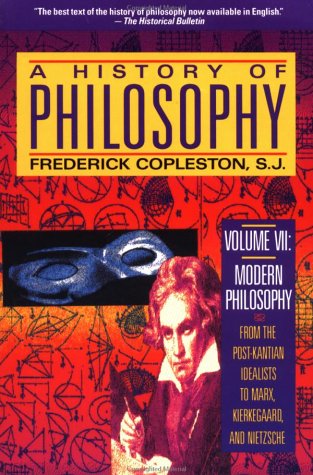 "The best text of the history of philosophy now available in English."
— The Historical Bulletin
A HISTORY OF
PHILOSOPHY
FREDERICK COPLESTON, S.J.
VOLUME VII:
MODERN
PHILOSOPHY
FROM THE
POST-KANTIAN
IDEALISTS
TO MARX,
KIERKEGAARD,
AND NIETZSCHE